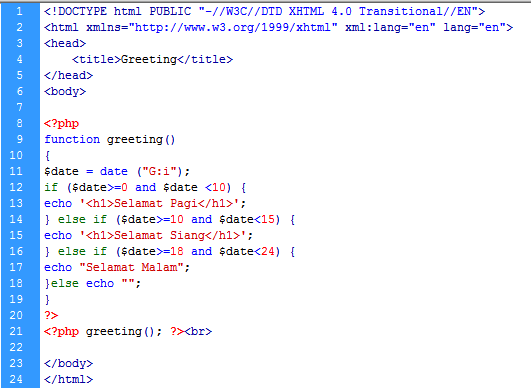 1 <!DOCTYPE html PUBLIC "-//W3C//DTD XHTML 4.0 Transitional//EN">
2 <html xmlns="http://www.w3.org/1999/xhtml" xml:lang="en" lang="en">
3 <head>
4     <title>Greeting</title>
5 </head>
6 <body>
7
8 <?php
9 function greeting()
10 {
11 $date = date ("G:i");
12 if ($date>=0 and $date <10) {
13 echo '<h1>Selamat Pagi</h1>';
14 } else if ($date>=10 and $date<15) {
15 echo '<h1>Selamat Siang</h1>';
16 } else if ($date>=18 and $date<24) {
17 echo "Selamat Malam";
18 }else echo "";
19 }
20 ?>
21 <?php greeting(); ?><br>
22
23 </body>
24 </html>